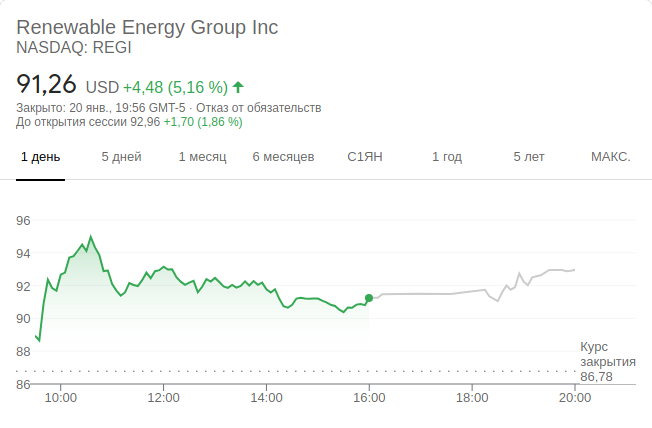 Renewable Energy Group Inc
NASDAQ: REGI
91,26 USD +4,48 (5,16 %)
Закрыто: 20 янв., 19:56 GMT-5 · Отказ от обязательств
До открытия сессии 92,96 +1,70 (1,86 %)
1 день 5 дней 1 месяц 6 месяцев С1ЯН 1 год 5 лет МАКС.
96
94
92
90
88
86
Курс
закрытия
86,78
10:00 12:00 14:00 16:00 18:00 20:00